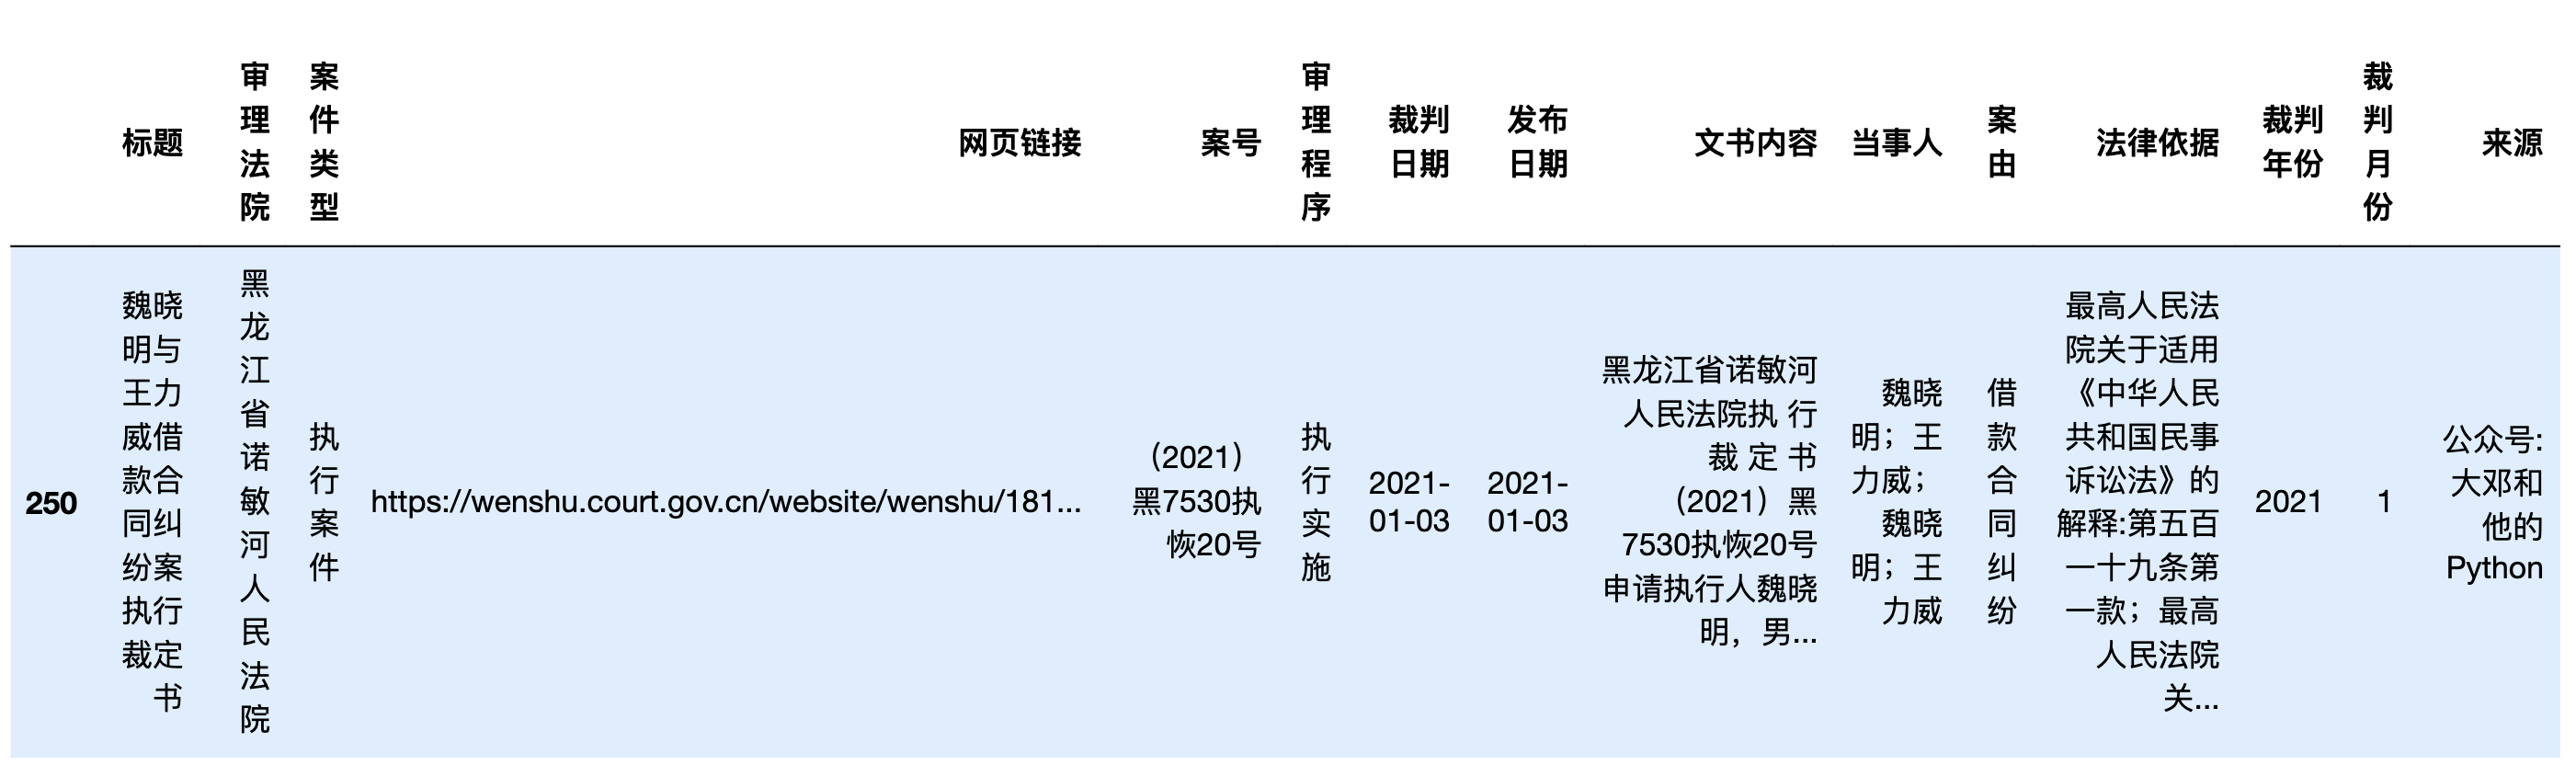 标题
审理法院
案件类型
网页链接
案号
审理程序
裁判
日期
发布
日期
文书内容
当事人
案由
法律依据
裁判
年份
裁判月份
来源
250
魏晓
明与
王力
威借
款合
同纠
纷案
执行
裁定
书
黑龙江省诺敏河人民法院
执行案件
https://wenshu.court.gov.cn/website/wenshu/181...
（2021）
黑7530执
恢20号
执行实施
2021-
01-03
2021-
01-03
黑龙江省诺敏河
人民法院执 行
裁 定 书
（2021）黑
7530执恢20号
申请执行人魏晓
明，男...
魏晓
明；王
力威；
魏晓
明；王
力威
借款合同纠纷
最高人民法
院关于适用
《中华人民
共和国民事
诉讼法》的
解释:第五百
一十九条第
一款；最高
人民法院
关...
2021
1
公众号:
大邓和
他的
Python